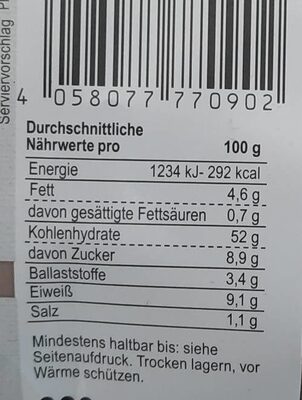 Serviervorschlag
4 058077 770902
Durchschnittliche
Nährwerte pro 100 g
Energie 1234 kJ- 292 kcal
Fett 4,6 g
davon gesättigte Fettsäuren 0,7 g
Kohlenhydrate 52 g
davon Zucker 8,9 g
Ballaststoffe 3,4 g
Eiweiß 9,1 g
Salz 1,1 g
Mindestens haltbar bis: siehe
Seitenaufdruck. Trocken lagern, vor
Wärme schützen.